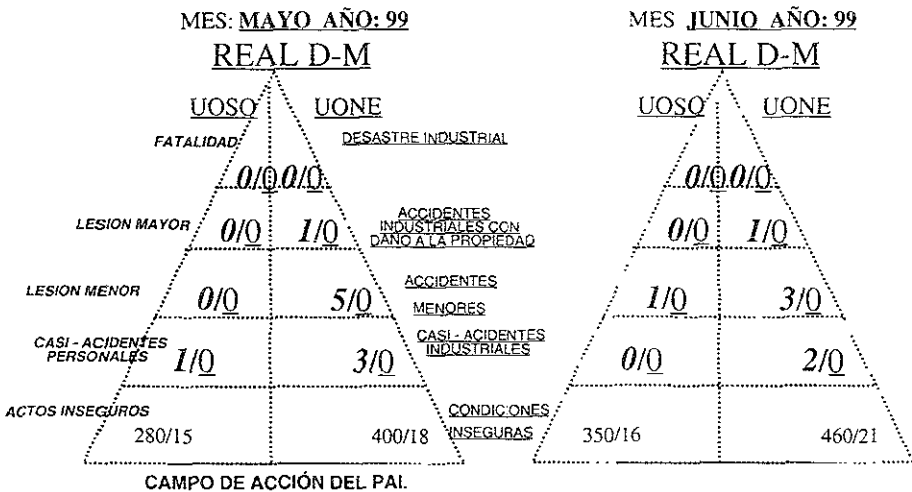 MES: MAYO AÑO: 99
REAL D-M
UOSO UONE
FATALIDAD
DESASTRE INDUSTRIAL
0/0 0/0
LESION MAYOR
0/0 1/0
ACCIDENTES
INDUSTRIALES CON
DAÑO A LA PROPIEDAD
LESION MENOR
0/0 5/0
ACCIDENTES
MENORES
CASI - ACIDENTES
PERSONALES
1/0 3/0
CASI - ACIDENTES
INDUSTRIALES
ACTOS INSEGUROS
280/15 400/18
CONDICIONES
INSEGURAS
CAMPO DE ACCIÓN DEL PAI.
MES JUNIO AÑO: 99
REAL D-M
UOSO UONE
0/0 0/0
0/0 1/0
1/0 3/0
0/0 2/0
350/16 460/21